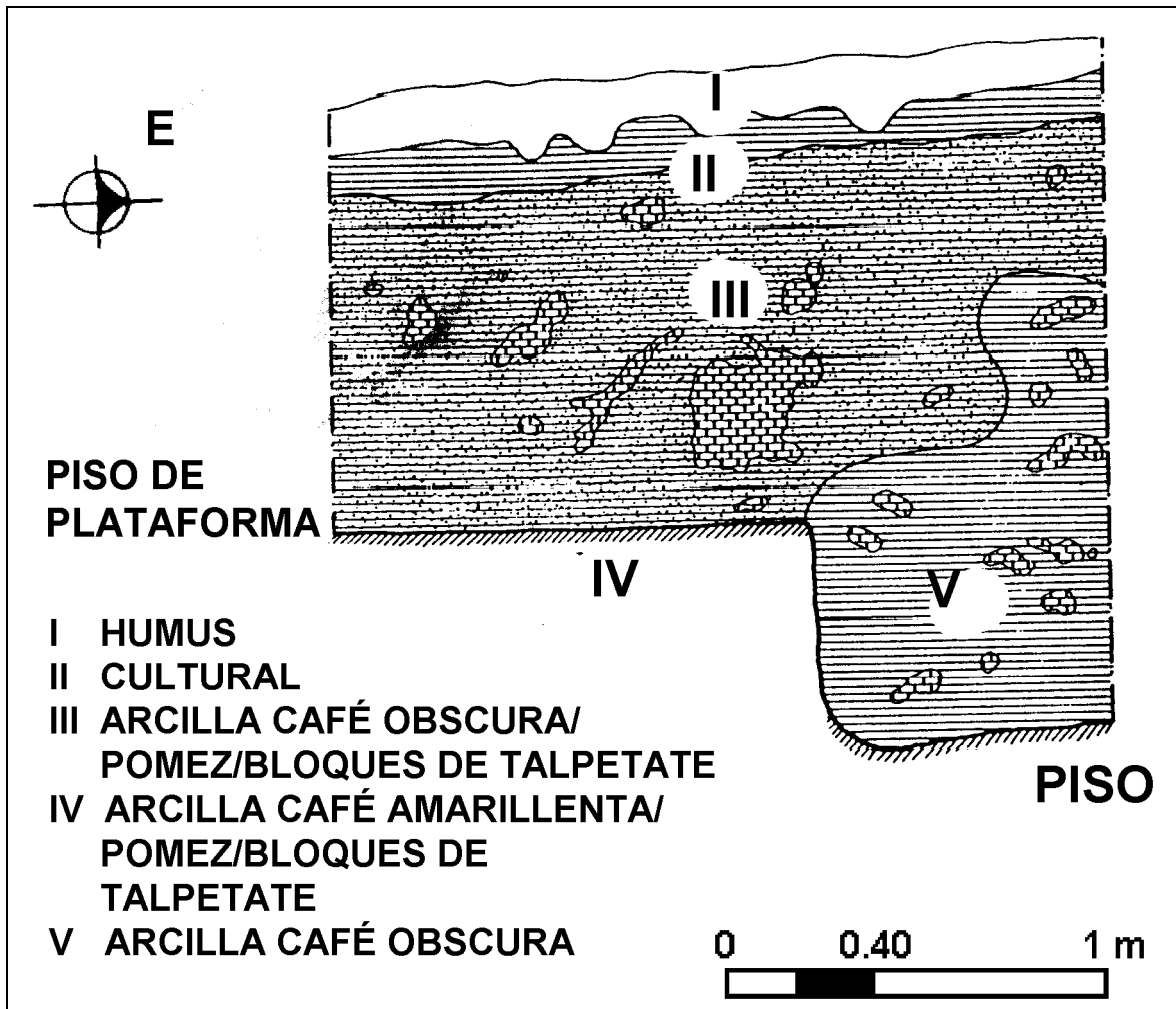 I
E
II
III
PISO DE
PLATAFORMA
IV
V
PISO
I HUMUS
II CULTURAL
III ARCILLA CAFÉ OBSCURA/
POMEZ/BLOQUES DE TALPETATE
IV ARCILLA CAFÉ AMARILLENTA/
POMEZ/BLOQUES DE
TALPETATE
V ARCILLA CAFÉ OBSCURA
0 0.40 1 m